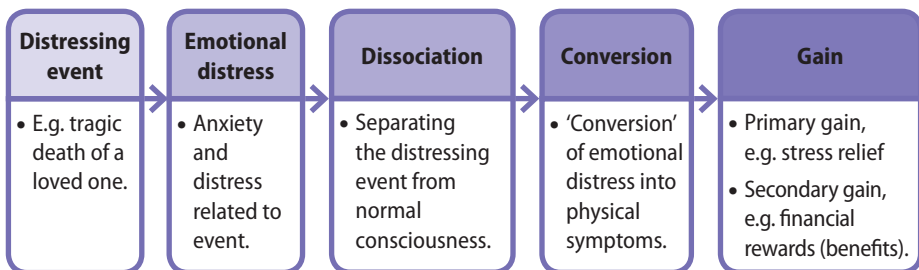 Distressing
event
• E.g. tragic
death of a
loved one.
Emotional
distress
• Anxiety
and
distress
related to
event.
Dissociation
• Separating
the distressing
event from
normal
consciousness.
Conversion
• ‘Conversion’
of emotional
distress into
physical
symptoms.
Gain
• Primary gain,
e.g. stress relief
• Secondary gain,
e.g. financial
rewards (benefits).